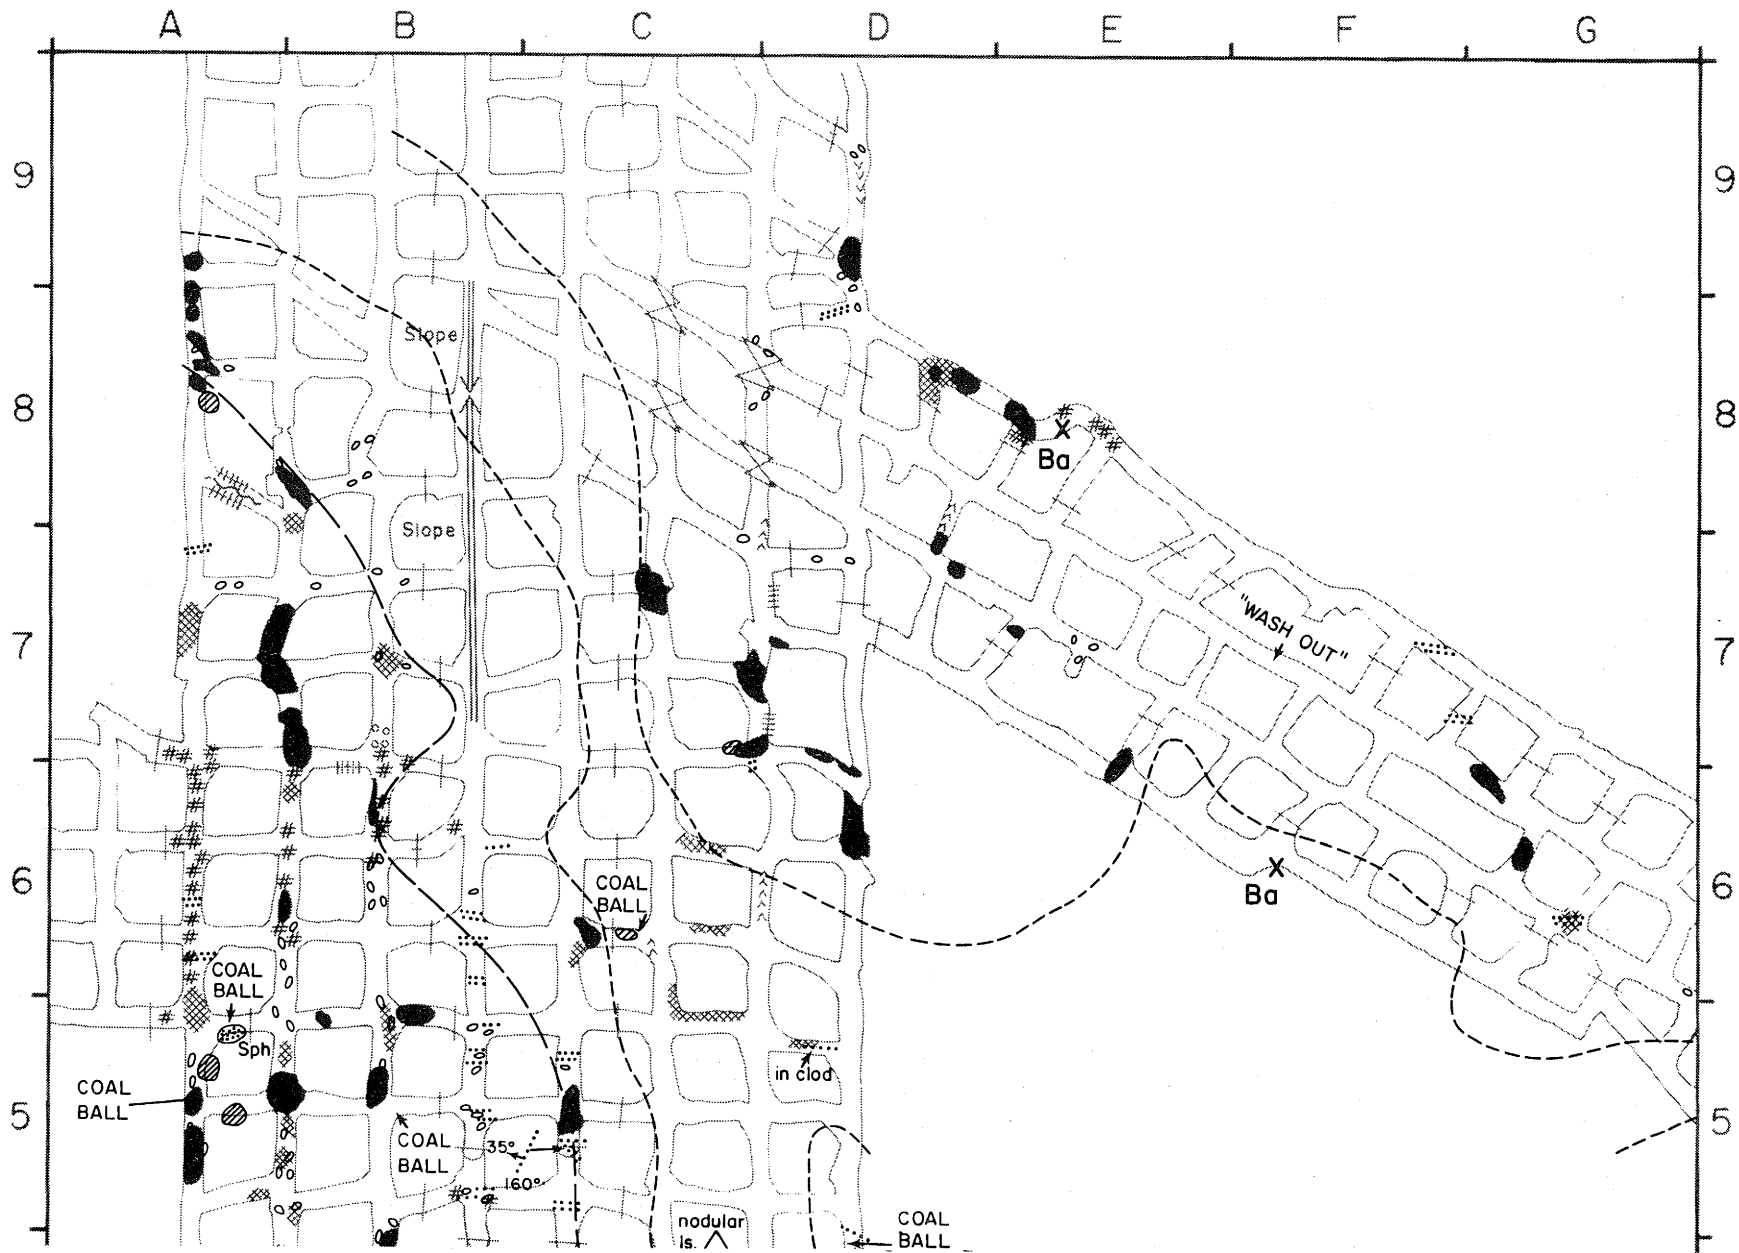 A B C D E F G
9 9
Slope
8 8
Ba
Slope
"WASH OUT"
7 7
6 6
COAL
BALL
Ba
COAL
BALL
Sph
in clod
COAL
BALL
5 5
COAL
BALL
35°
160°
nodular
ls.
COAL
BALL